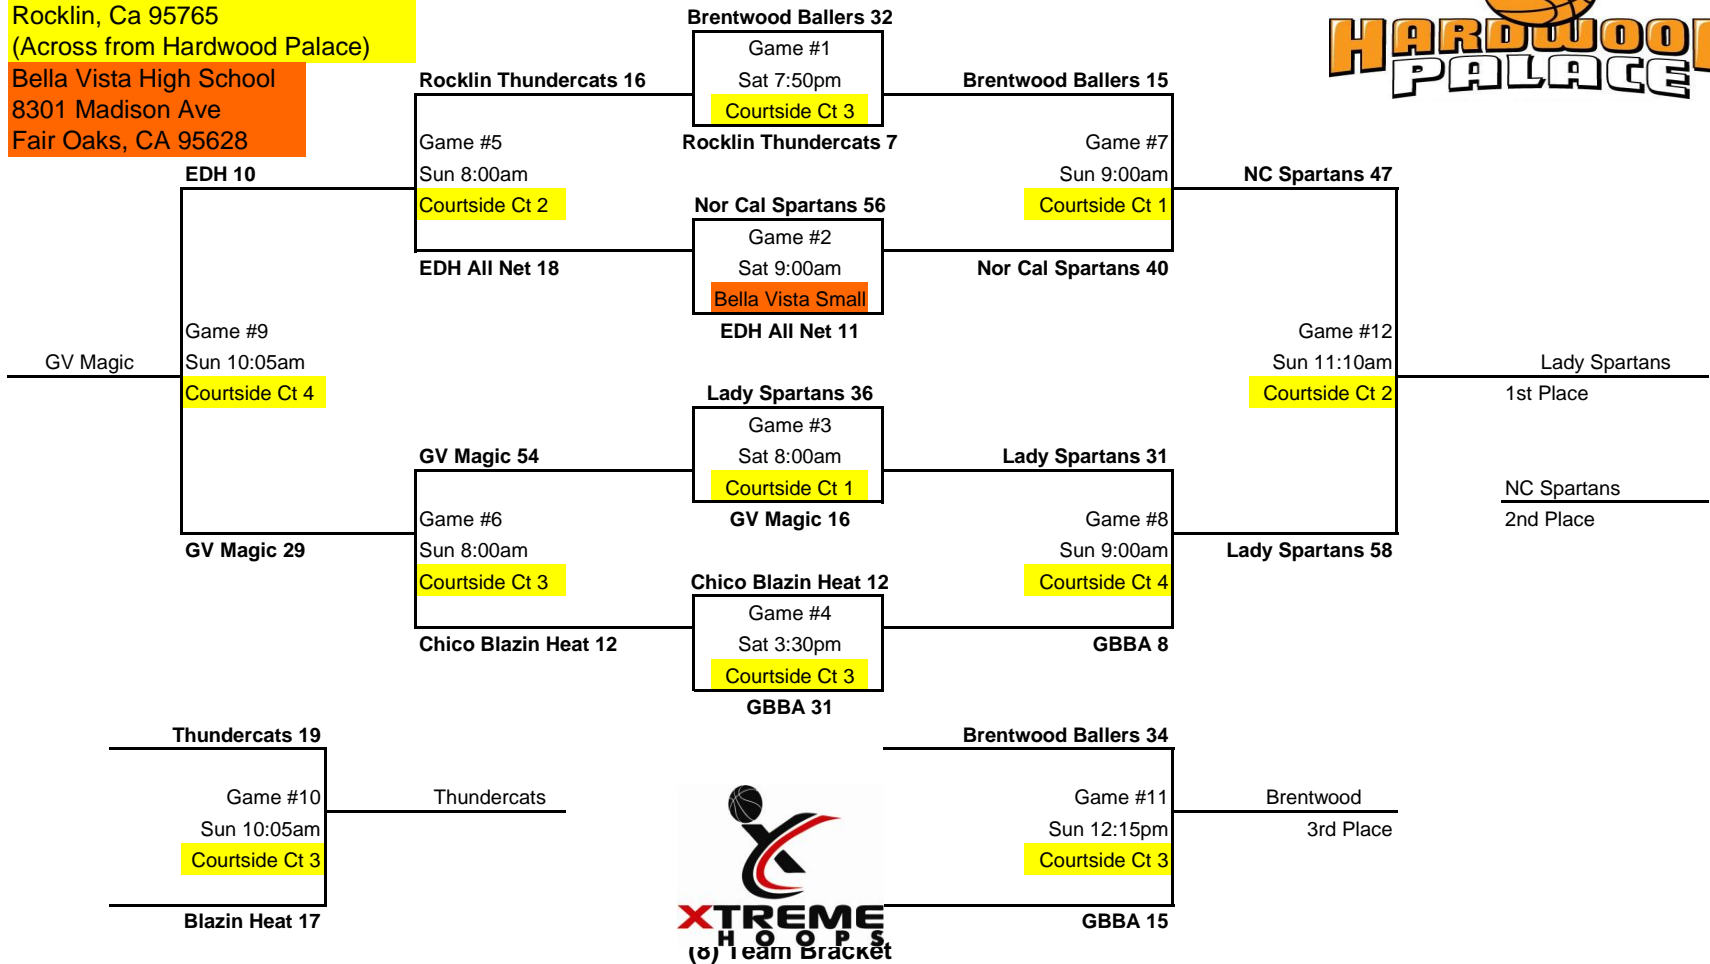 Rocklin, Ca 95765
(Across from Hardwood Palace)
Bella Vista High School
8301 Madison Ave
Fair Oaks, CA 95628
HARDWOOD
PALACE
Brentwood Ballers 32
Game #1
Sat 7:50pm
Courtside Ct 3
Rocklin Thundercats 7
Rocklin Thundercats 16
Game #5
Sun 8:00am
Courtside Ct 2
EDH All Net 18
Brentwood Ballers 15
Game #7
Sun 9:00am
Courtside Ct 1
Nor Cal Spartans 40
EDH 10
NC Spartans 47
Nor Cal Spartans 56
Game #2
Sat 9:00am
Bella Vista Small
EDH All Net 11
Game #9
Sun 10:05am
Courtside Ct 4
GV Magic
Game #12
Sun 11:10am
Courtside Ct 2
Lady Spartans
1st Place
Lady Spartans 36
Game #3
Sat 8:00am
Courtside Ct 1
GV Magic 16
GV Magic 54
Game #6
Sun 8:00am
Courtside Ct 3
Chico Blazin Heat 12
Lady Spartans 31
Game #8
Sun 9:00am
Courtside Ct 4
GBBA 8
NC Spartans
2nd Place
GV Magic 29
Lady Spartans 58
Chico Blazin Heat 12
Game #4
Sat 3:30pm
Courtside Ct 3
GBBA 31
Thundercats 19
Game #10
Sun 10:05am
Courtside Ct 3
Blazin Heat 17
Thundercats
Brentwood Ballers 34
Game #11
Sun 12:15pm
Courtside Ct 3
GBBA 15
Brentwood
3rd Place
XTREME
HOOPS
(8) Team Bracket